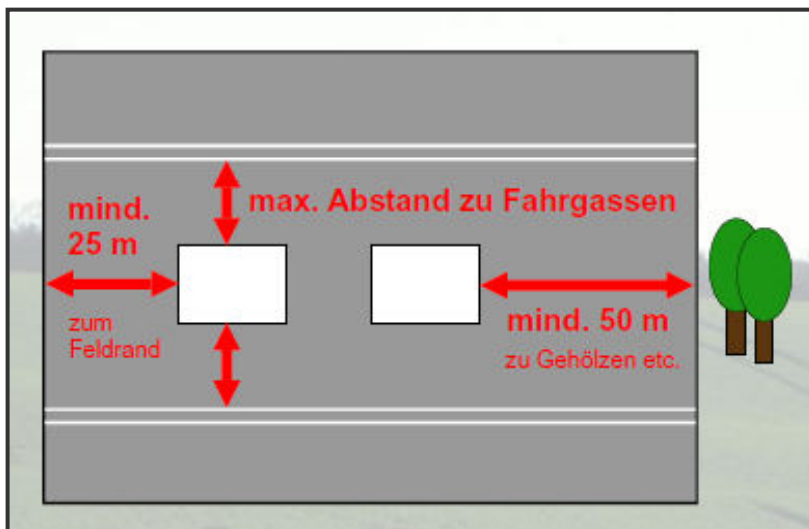 max. Abstand zu Fahrgassen
mind.
25 m
zum
Feldrand
mind. 50 m
zu Gehölzen etc.